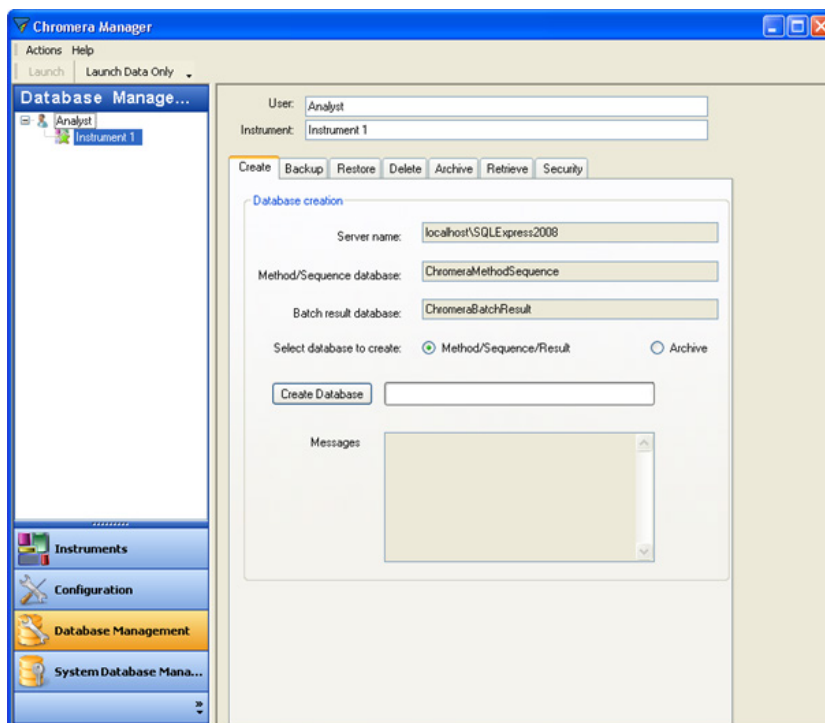 Chromera Manager
Actions Help
Launch Launch Data Only
Database Manage...
Analyst
Instrument 1
User: Analyst
Instrument: Instrument 1
Create Backup Restore Delete Archive Retrieve Security
Database creation
Server name: localhost\SQLExpress2008
Method/Sequence database: ChromeraMethodSequence
Batch result database: ChromeraBatchResult
Select database to create: Method/Sequence/Result Archive
Create Database
Messages
Instruments
Configuration
Database Management
System Database Mana...